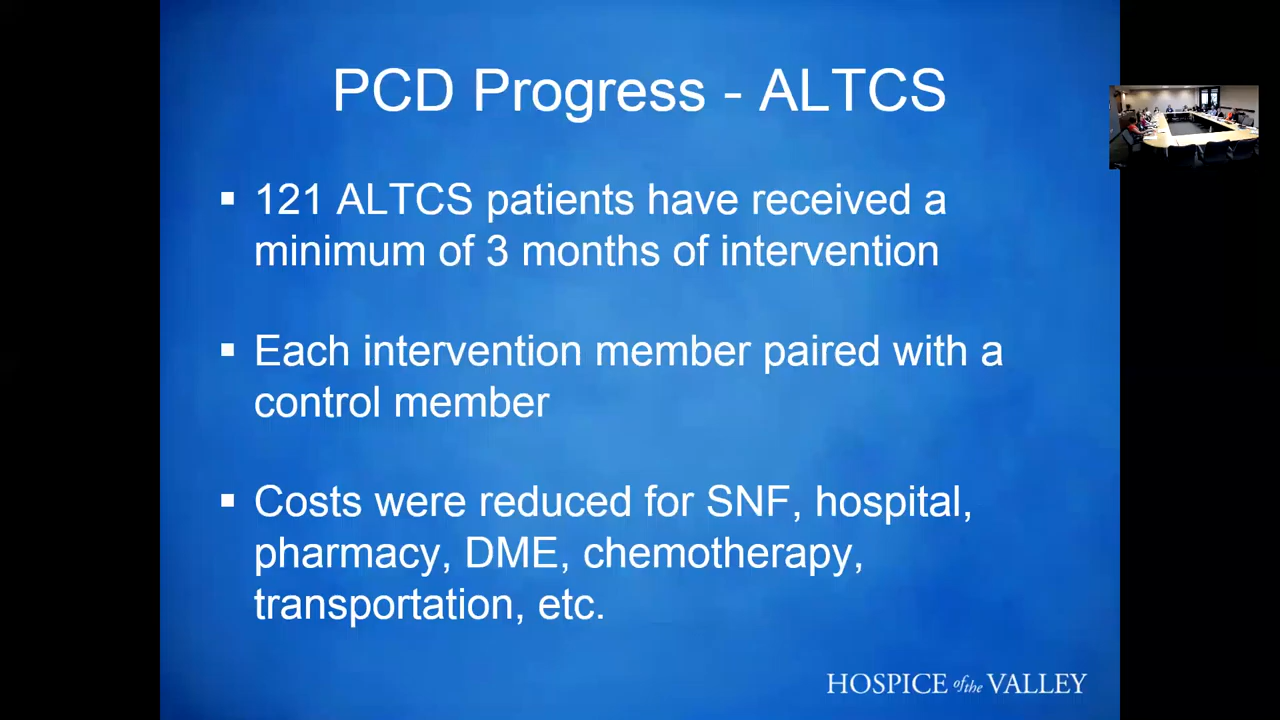 PCD Progress - ALTCS
▪ 121 ALTCS patients have received a
minimum of 3 months of intervention
▪ Each intervention member paired with a
control member
▪ Costs were reduced for SNF, hospital,
pharmacy, DME, chemotherapy,
transportation, etc.
HOSPICE of the VALLEY